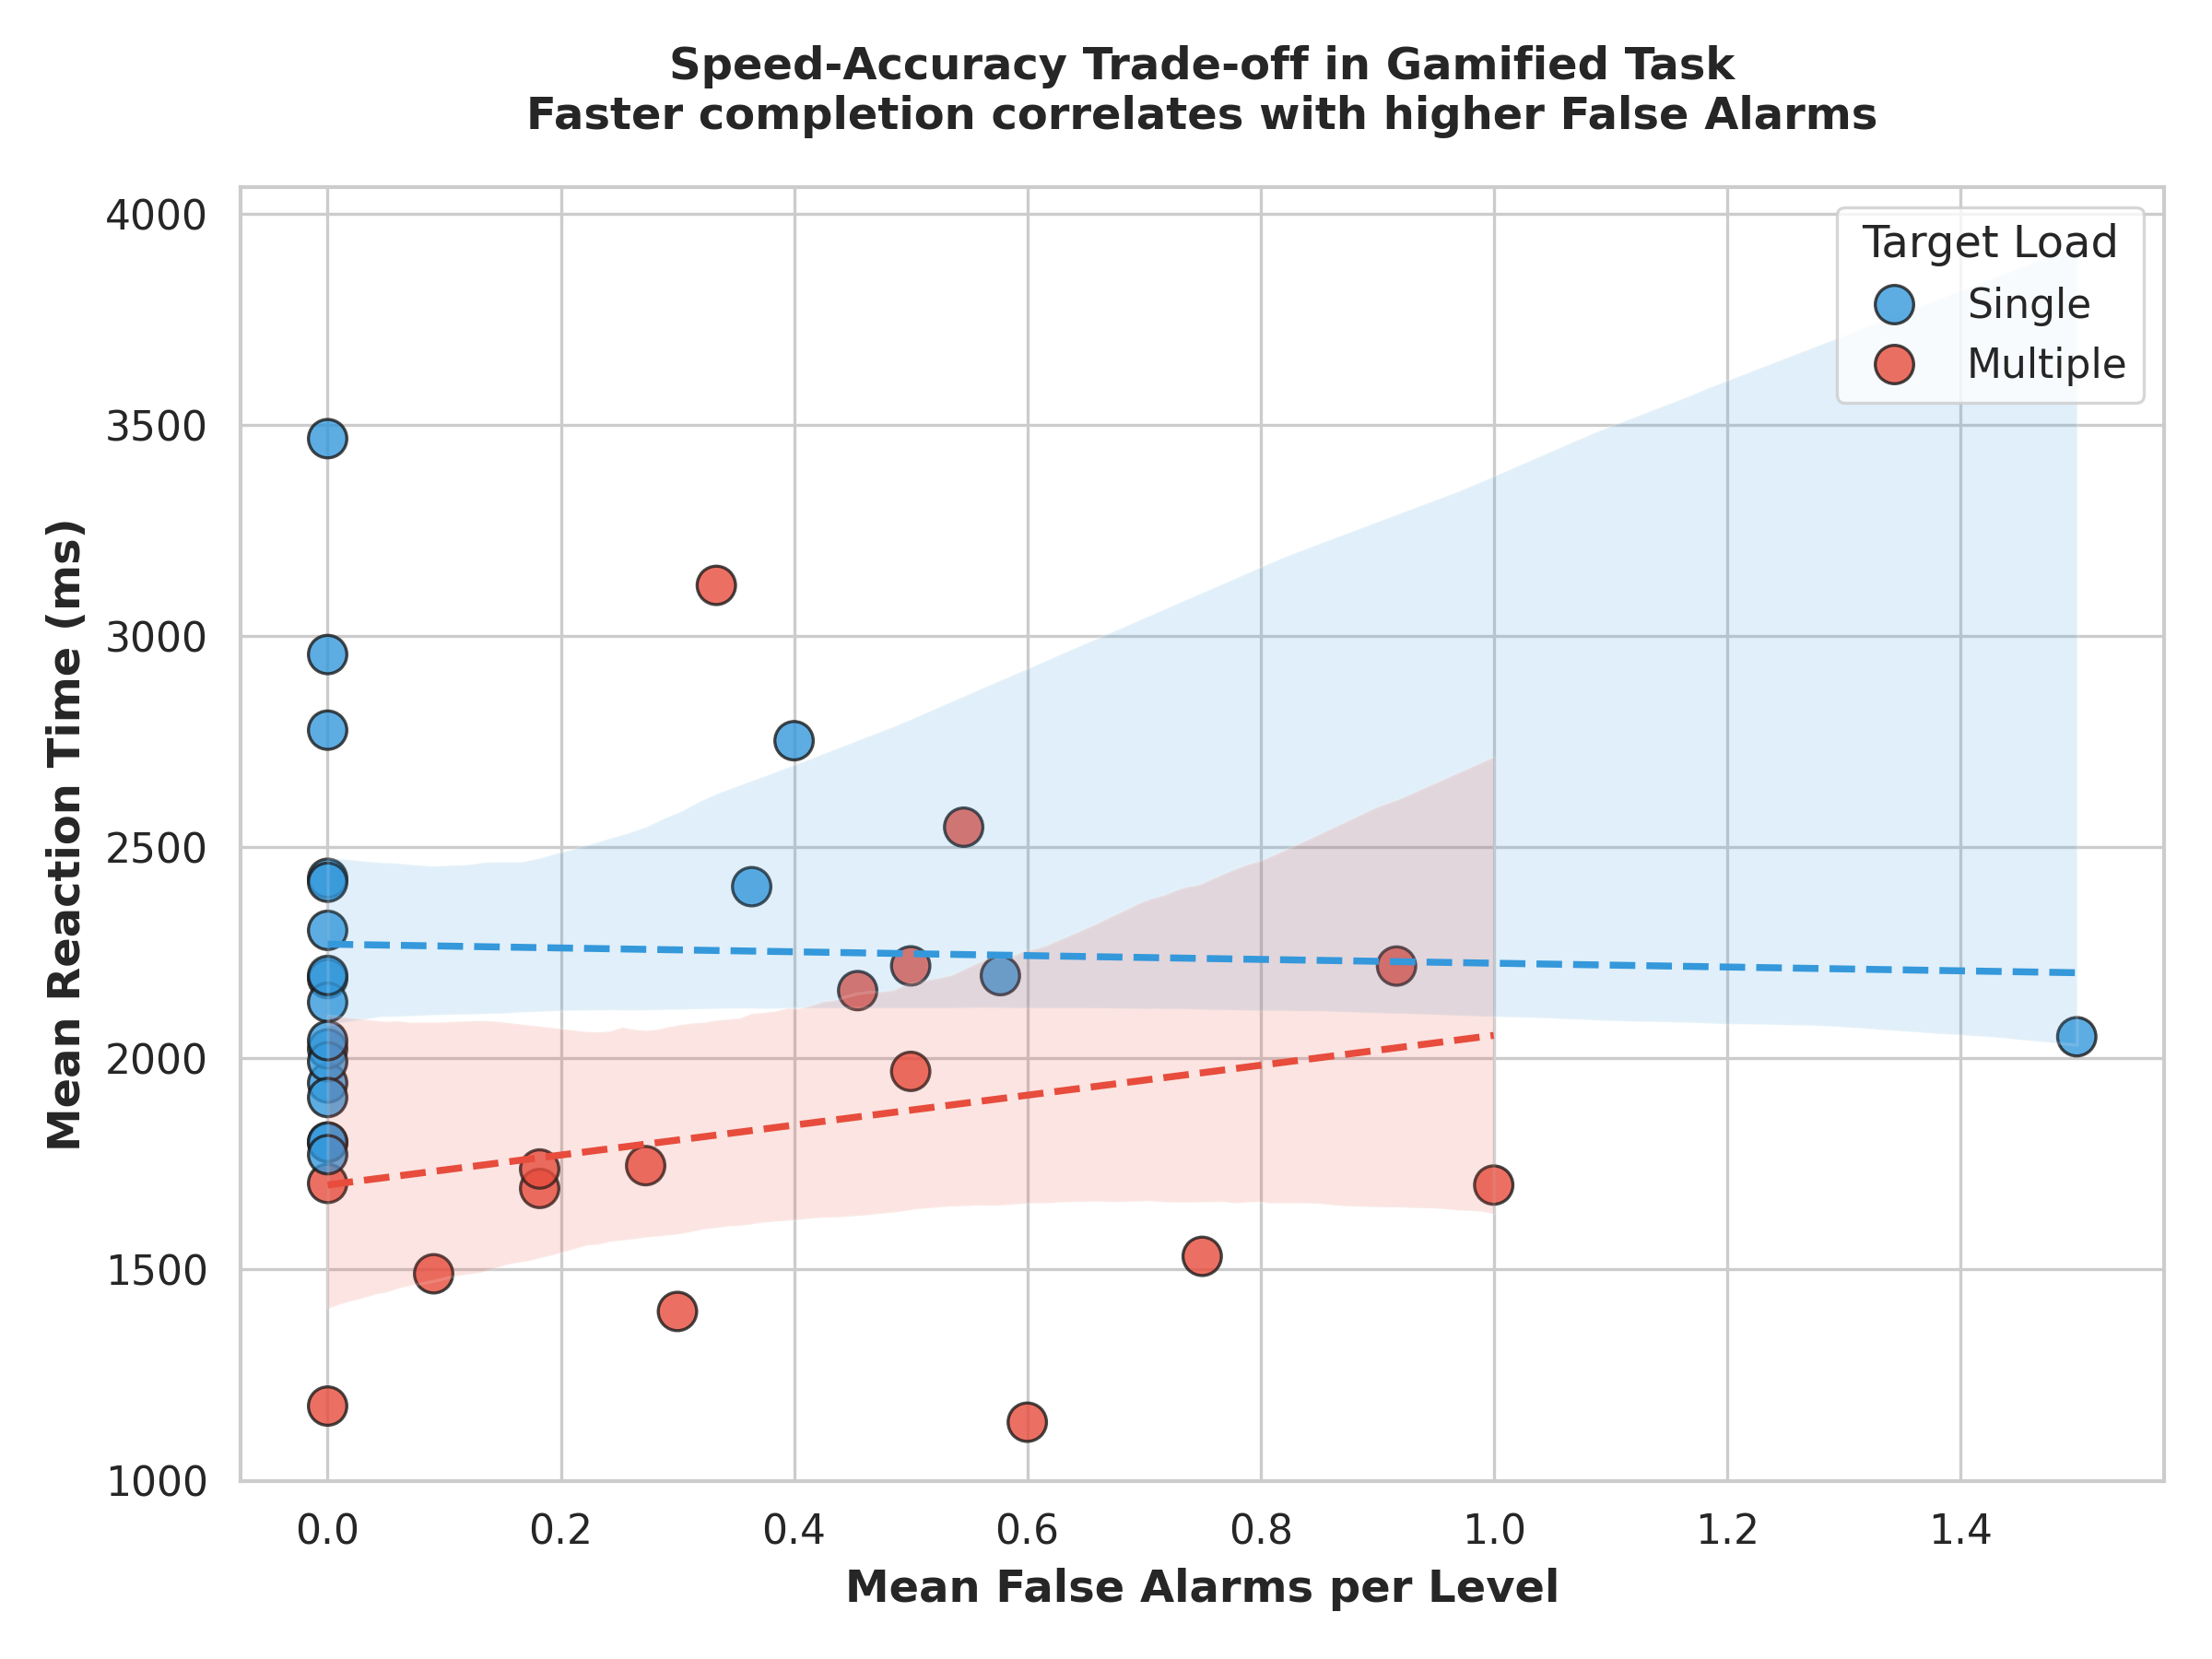 Speed-Accuracy Trade-off in Gamified Task
Faster completion correlates with higher False Alarms
Target Load
Single
Multiple
Mean Reaction Time (ms)
4000
3500
3000
2500
2000
1500
1000
0.0 0.2 0.4 0.6 0.8 1.0 1.2 1.4
Mean False Alarms per Level